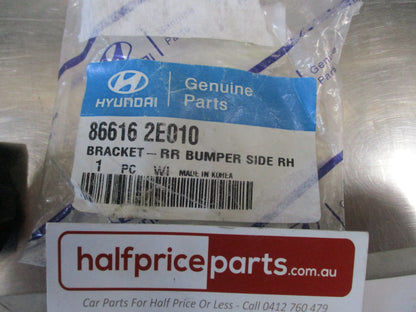 HYUNDAI
Genuine
Parts
86616 2E010
BRACKET-RR BUMPER SIDE RH
1 PC WI MADE IN KOREA
halfpriceparts.com.au
Car Parts For Half Price Or Less - Call 0412 760 479